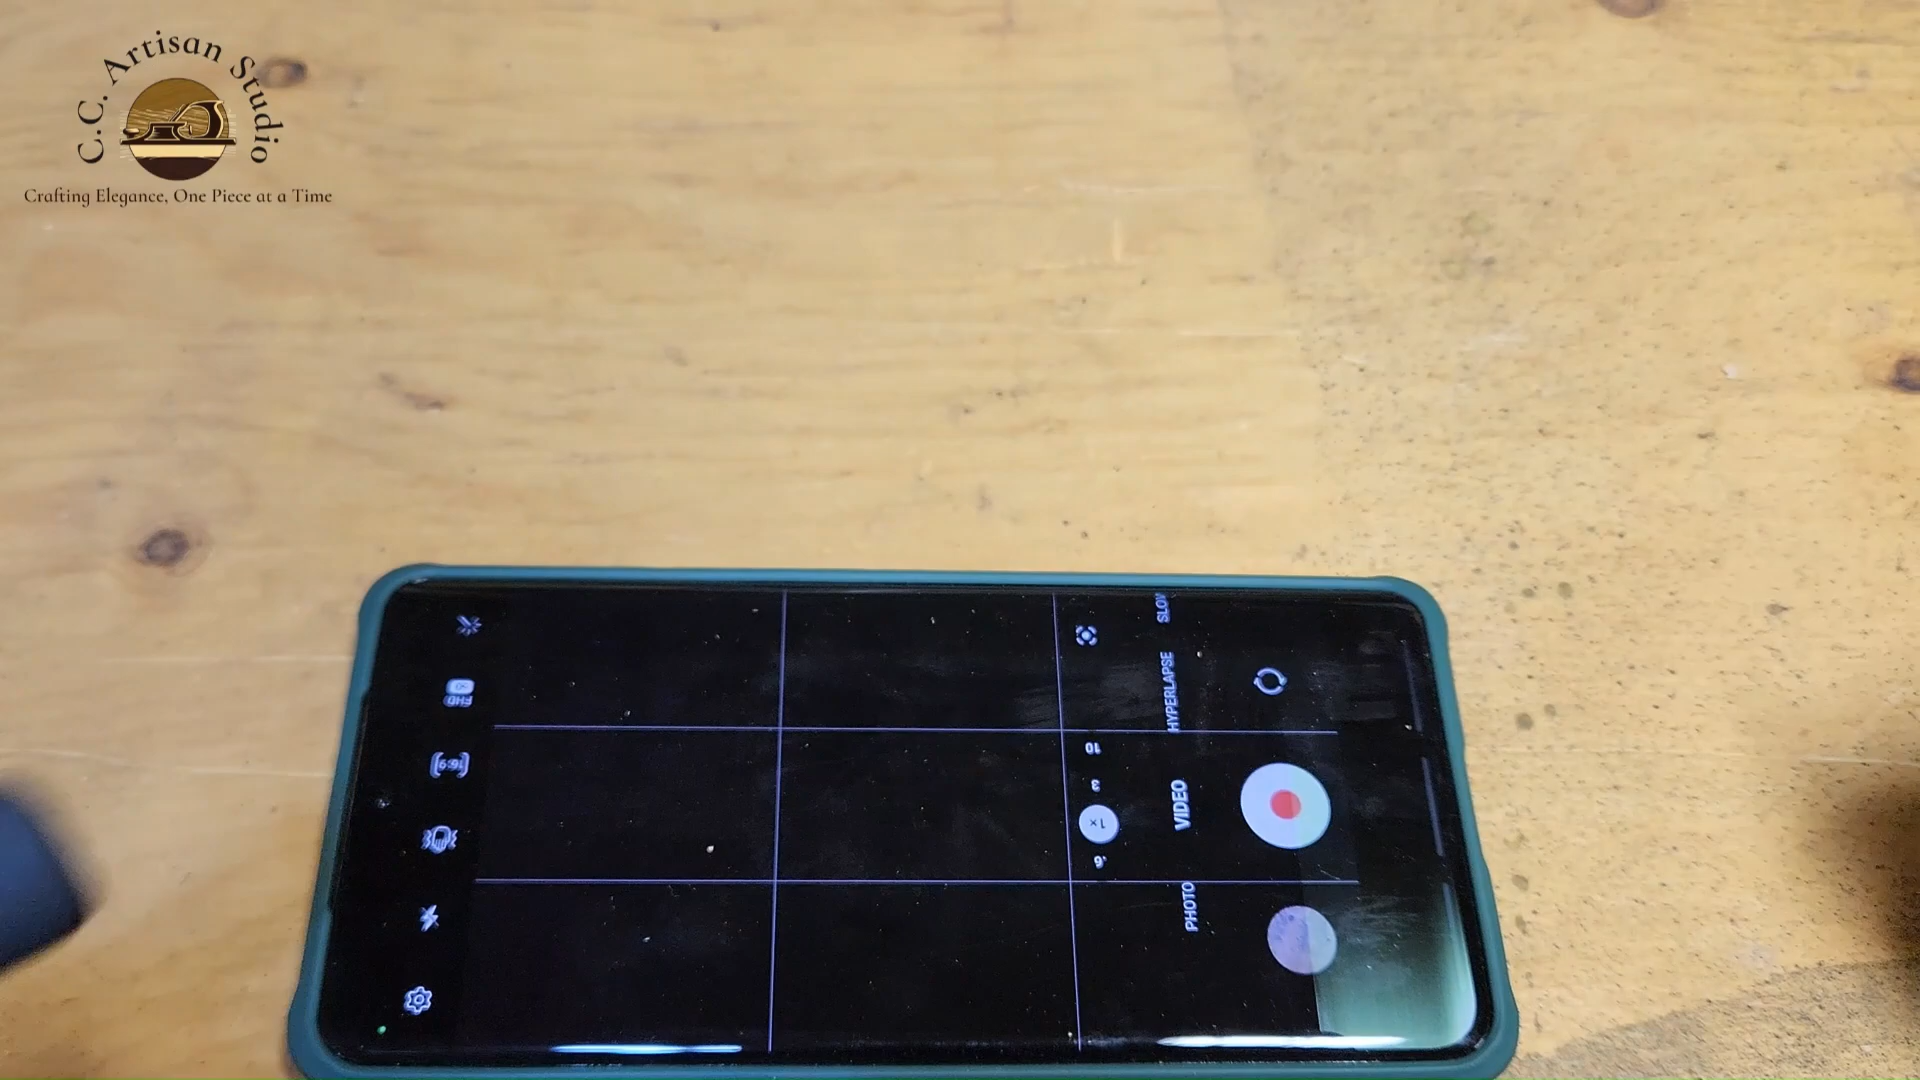 C.C. Artisan Studio
Crafting Elegance, One Piece at a Time
FHD
16:9
SLOW
HYPERLAPSE
10
3
1×
.6
VIDEO
PHOTO